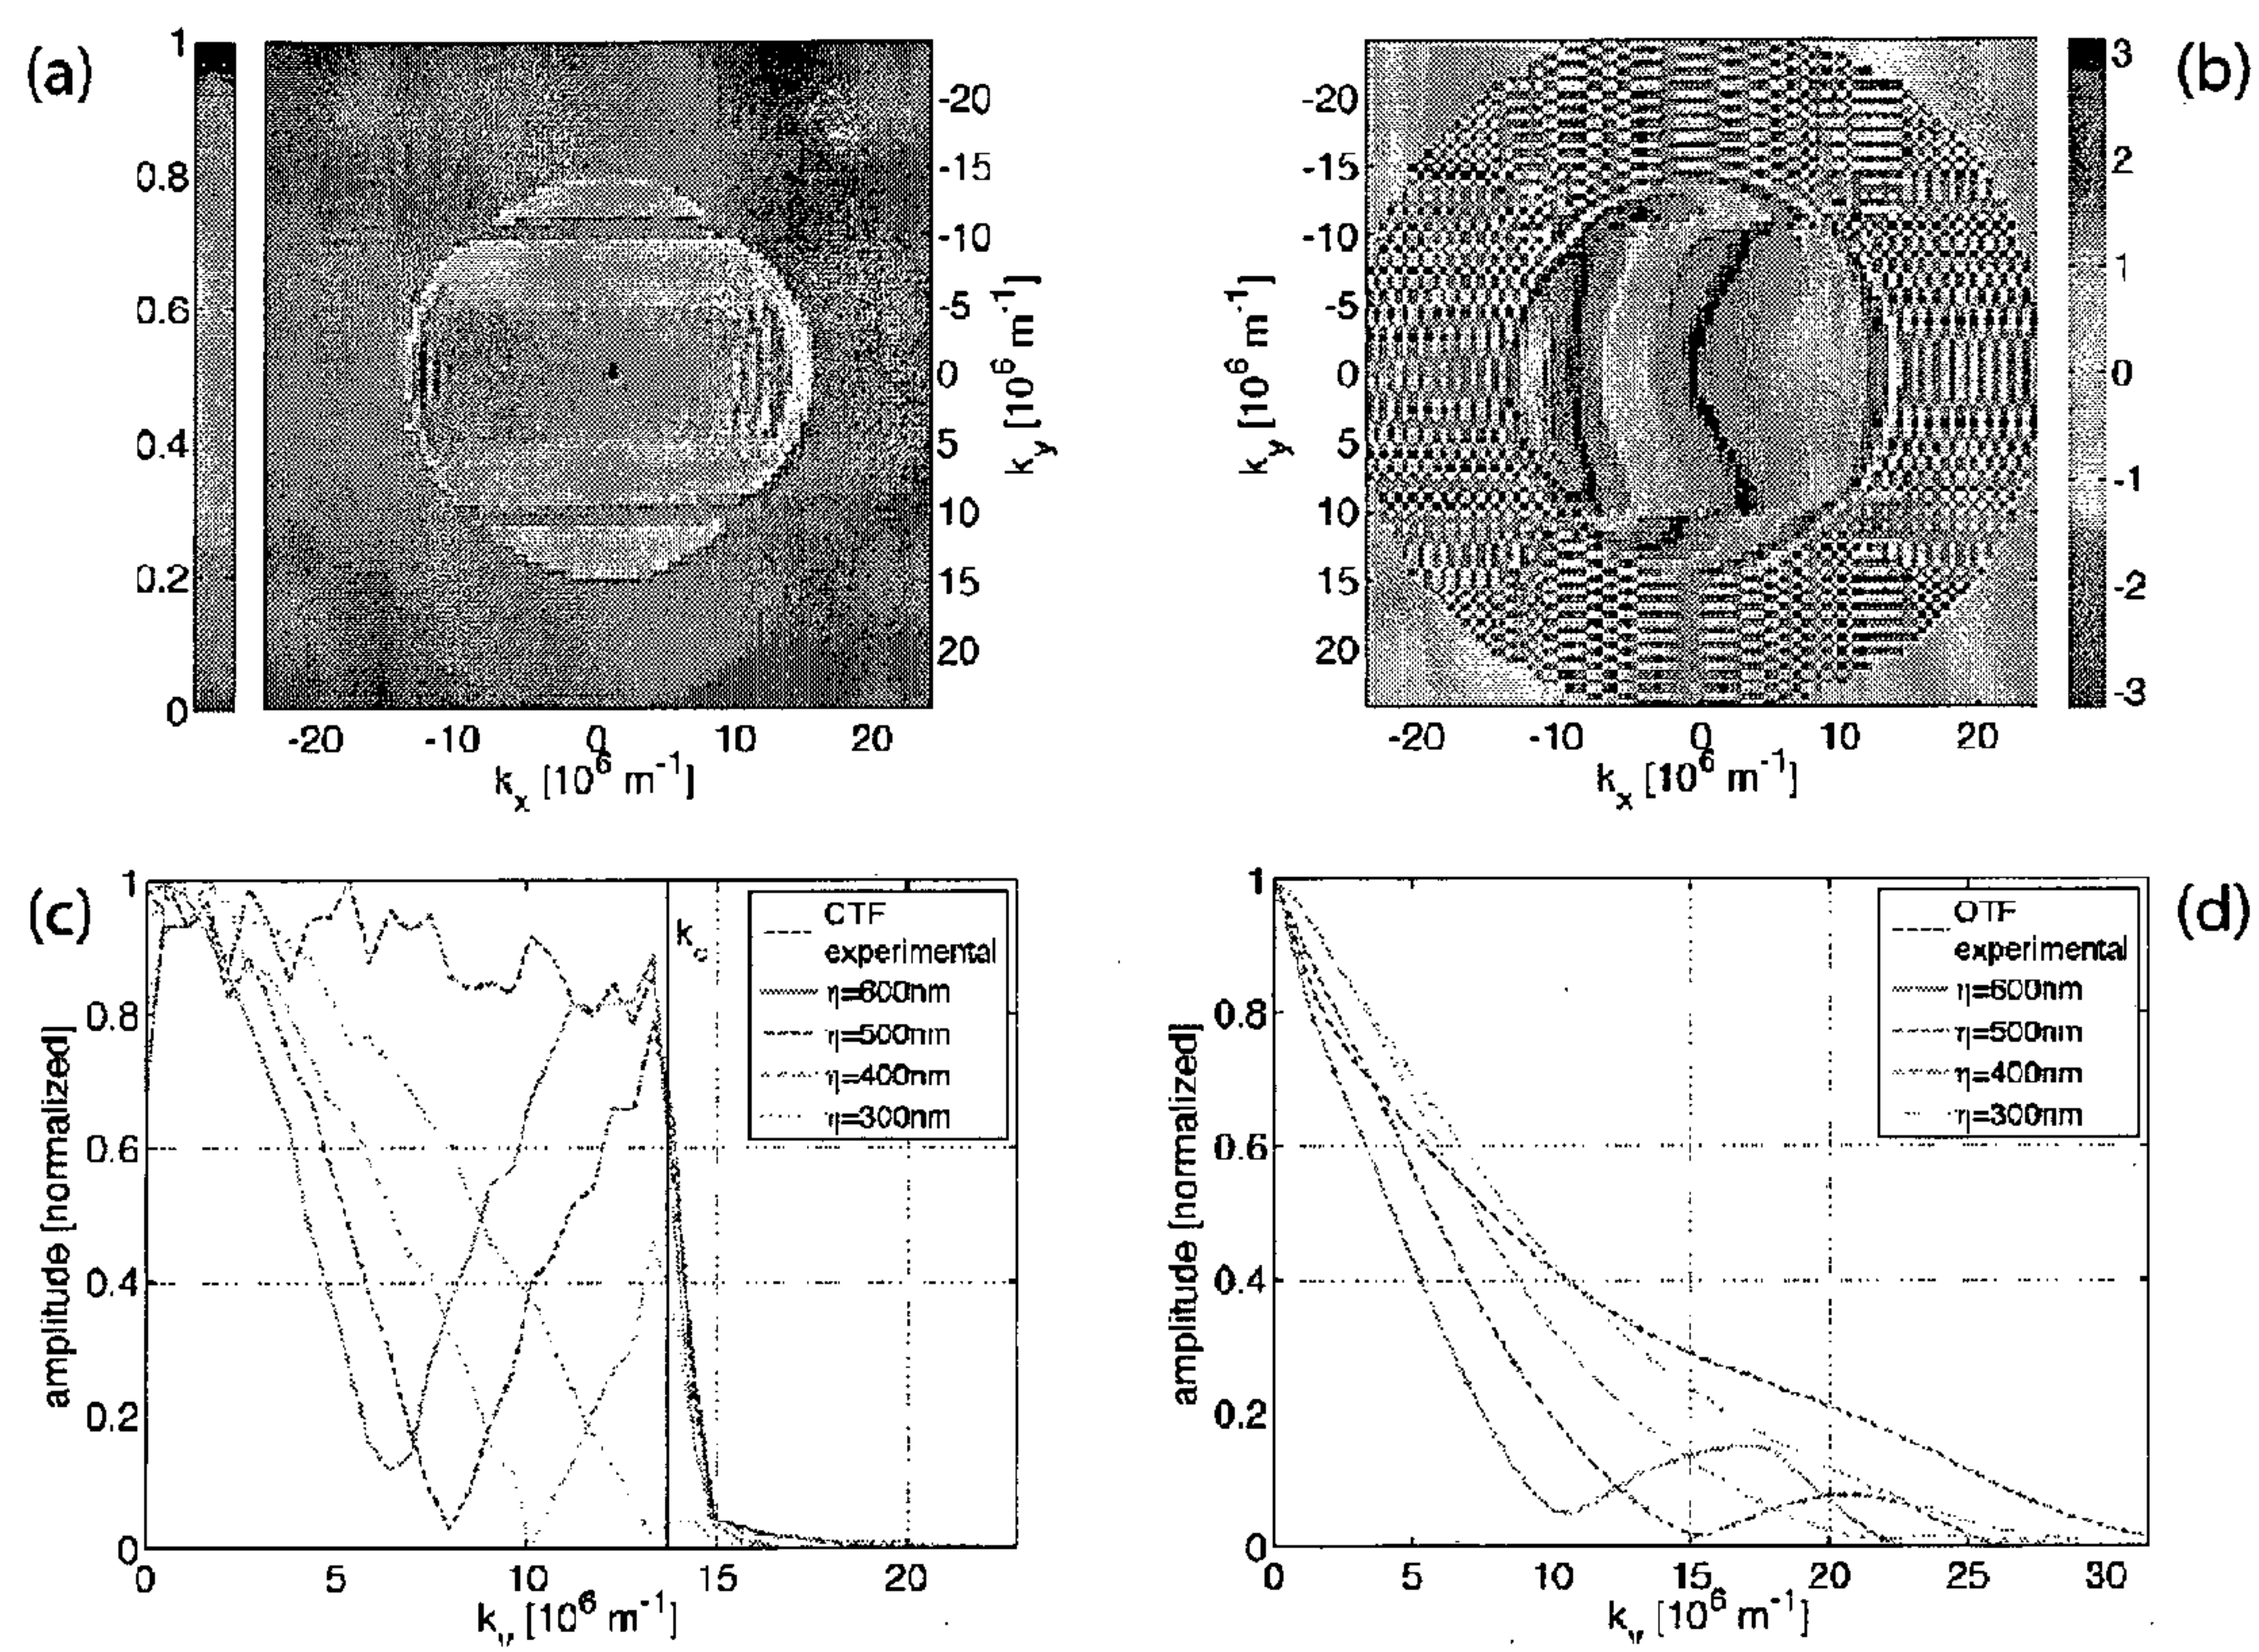 (a)
1
0.8
0.6
0.4
0.2
0
-20
-15
-10
-5
0
5
10
15
20
k_y [10^6 m^-1]
-20 -10 0 10 20
k_x [10^6 m^-1]
(b)
-20
-15
-10
-5
0
5
10
15
20
k_y [10^6 m^-1]
-20 -10 0 10 20
k_x [10^6 m^-1]
3
2
1
0
-1
-2
-3
(c)
1
0.8
0.6
0.4
0.2
0
amplitude [normalized]
k_c
CTF
experimental
η=600nm
η=500nm
η=400nm
η=300nm
0 5 10 15 20
k_y [10^6 m^-1]
(d)
1
0.8
0.6
0.4
0.2
0
amplitude [normalized]
OTF
experimental
η=600nm
η=500nm
η=400nm
η=300nm
0 5 10 15 20 25 30
k_y [10^6 m^-1]